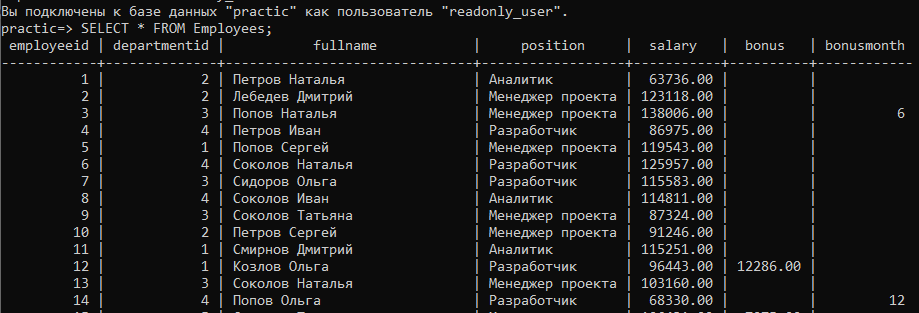 Вы подключены к базе данных "practic" как пользователь "readonly_user".
practic=> SELECT * FROM Employees;
employeeid | departmentid | fullname | position | salary | bonus | bonusmonth
1 | 2 | Петров Наталья | Аналитик | 63736.00 | |
2 | 2 | Лебедев Дмитрий | Менеджер проекта | 123118.00 | |
3 | 3 | Попов Наталья | Менеджер проекта | 138006.00 | | 6
4 | 4 | Петров Иван | Разработчик | 86975.00 | |
5 | 1 | Попов Сергей | Менеджер проекта | 119543.00 | |
6 | 4 | Соколов Наталья | Разработчик | 125957.00 | |
7 | 3 | Сидоров Ольга | Разработчик | 115583.00 | |
8 | 4 | Соколов Иван | Аналитик | 114811.00 | |
9 | 3 | Соколов Татьяна | Менеджер проекта | 87324.00 | |
10 | 2 | Петров Сергей | Менеджер проекта | 91246.00 | |
11 | 1 | Смирнов Дмитрий | Аналитик | 115251.00 | |
12 | 1 | Козлов Ольга | Разработчик | 96443.00 | 12286.00 |
13 | 3 | Соколов Наталья | Менеджер проекта | 103160.00 | |
14 | 4 | Попов Ольга | Разработчик | 68330.00 | | 12